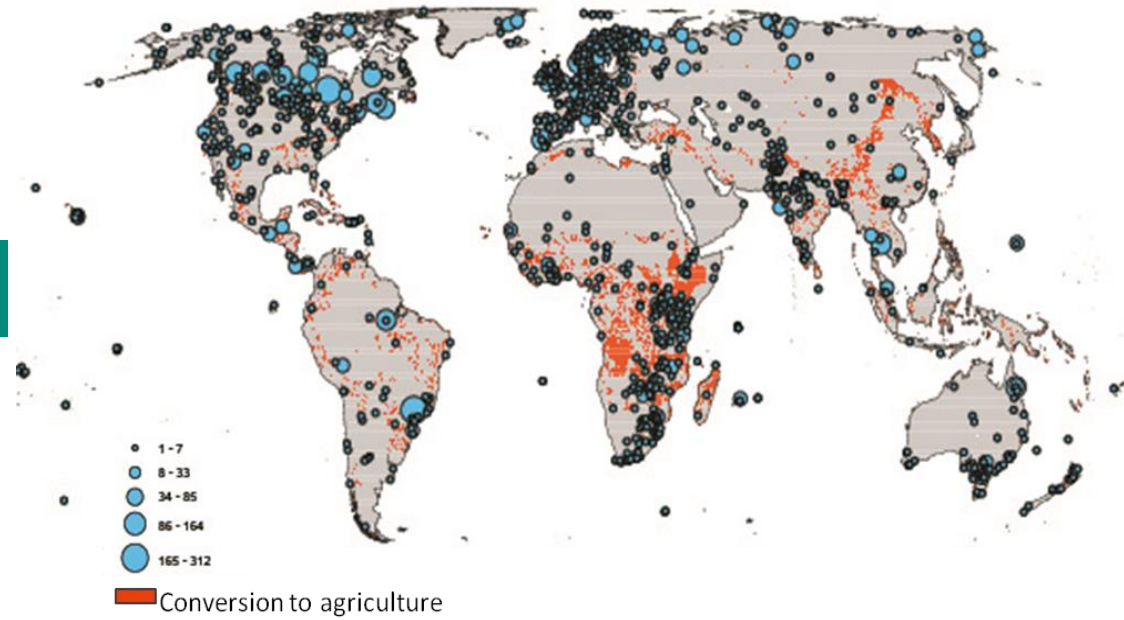 1 - 7
8 - 33
34 - 85
86 - 164
165 - 312
Conversion to agriculture